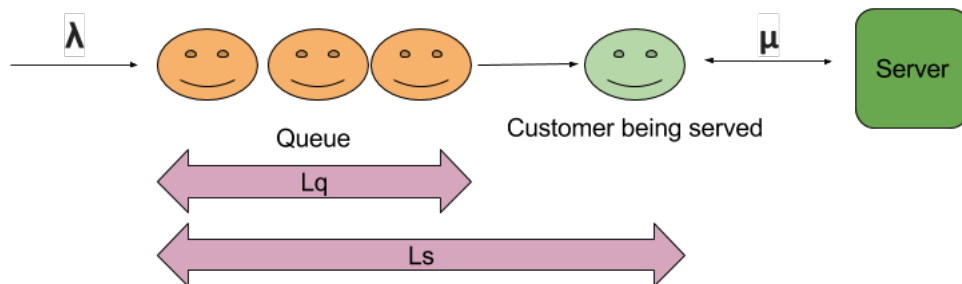 λ
μ
Server
Queue
Customer being served
Lq
Ls